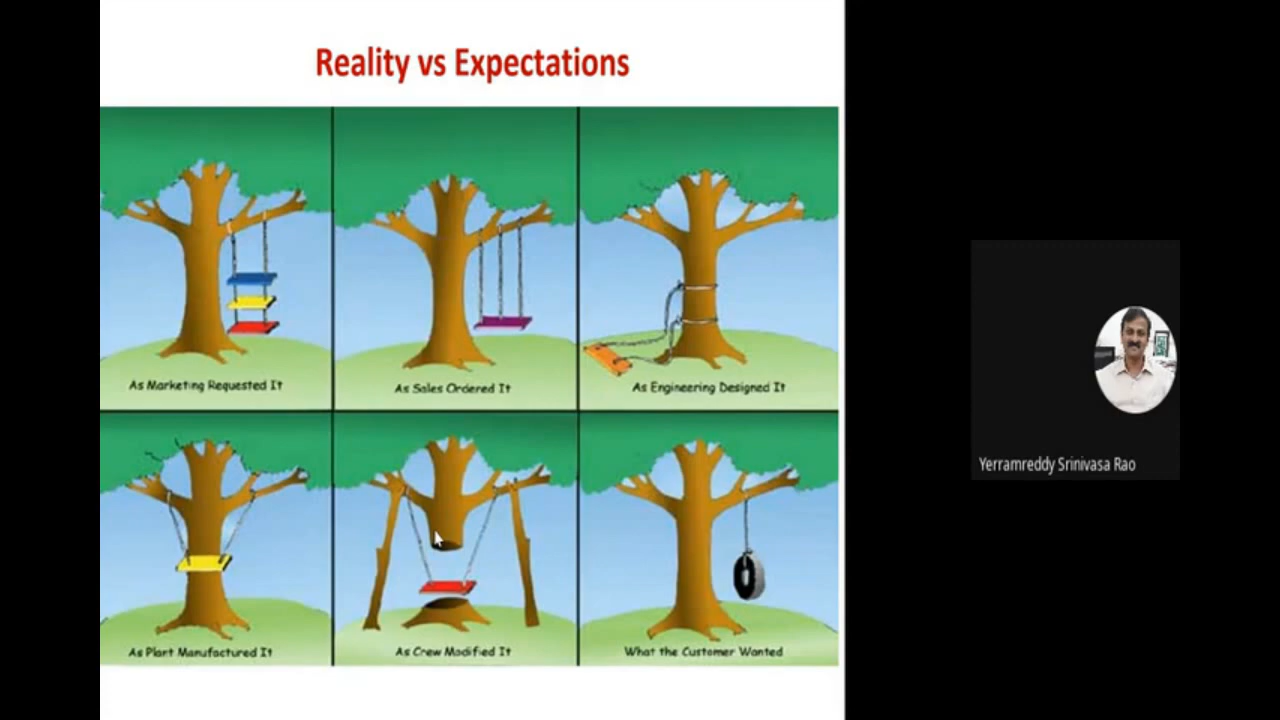 Reality vs Expectations
As Marketing Requested It
As Sales Ordered It
As Engineering Designed It
As Plant Manufactured It
As Crew Modified It
What the Customer Wanted
Yerramreddy Srinivasa Rao